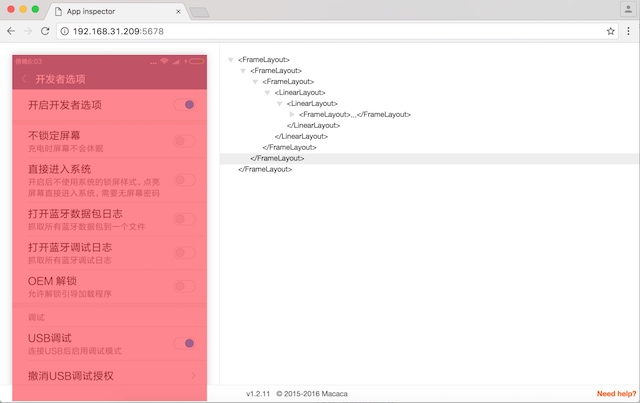 App inspector
192.168.31.209:5678
开发者选项
开启开发者选项
不锁定屏幕
充电时屏幕不会休眠
直接进入系统
开启后不使用系统的锁屏样式，点亮
屏幕直接进入系统，需要无屏幕密码
打开蓝牙数据包日志
抓取所有蓝牙数据包到一个文件
打开蓝牙调试日志
抓取所有蓝牙调试日志
OEM 解锁
允许解锁引导加载程序
调试
USB调试
连接USB后启用调试模式
撤消USB调试授权
<FrameLayout>
<FrameLayout>
<FrameLayout>
<LinearLayout>
<LinearLayout>
<FrameLayout>,,,</FrameLayout>
</LinearLayout>
</LinearLayout>
</FrameLayout>
</FrameLayout>
</FrameLayout>
v1.2.11 © 2015-2016 Macaca
Need help?